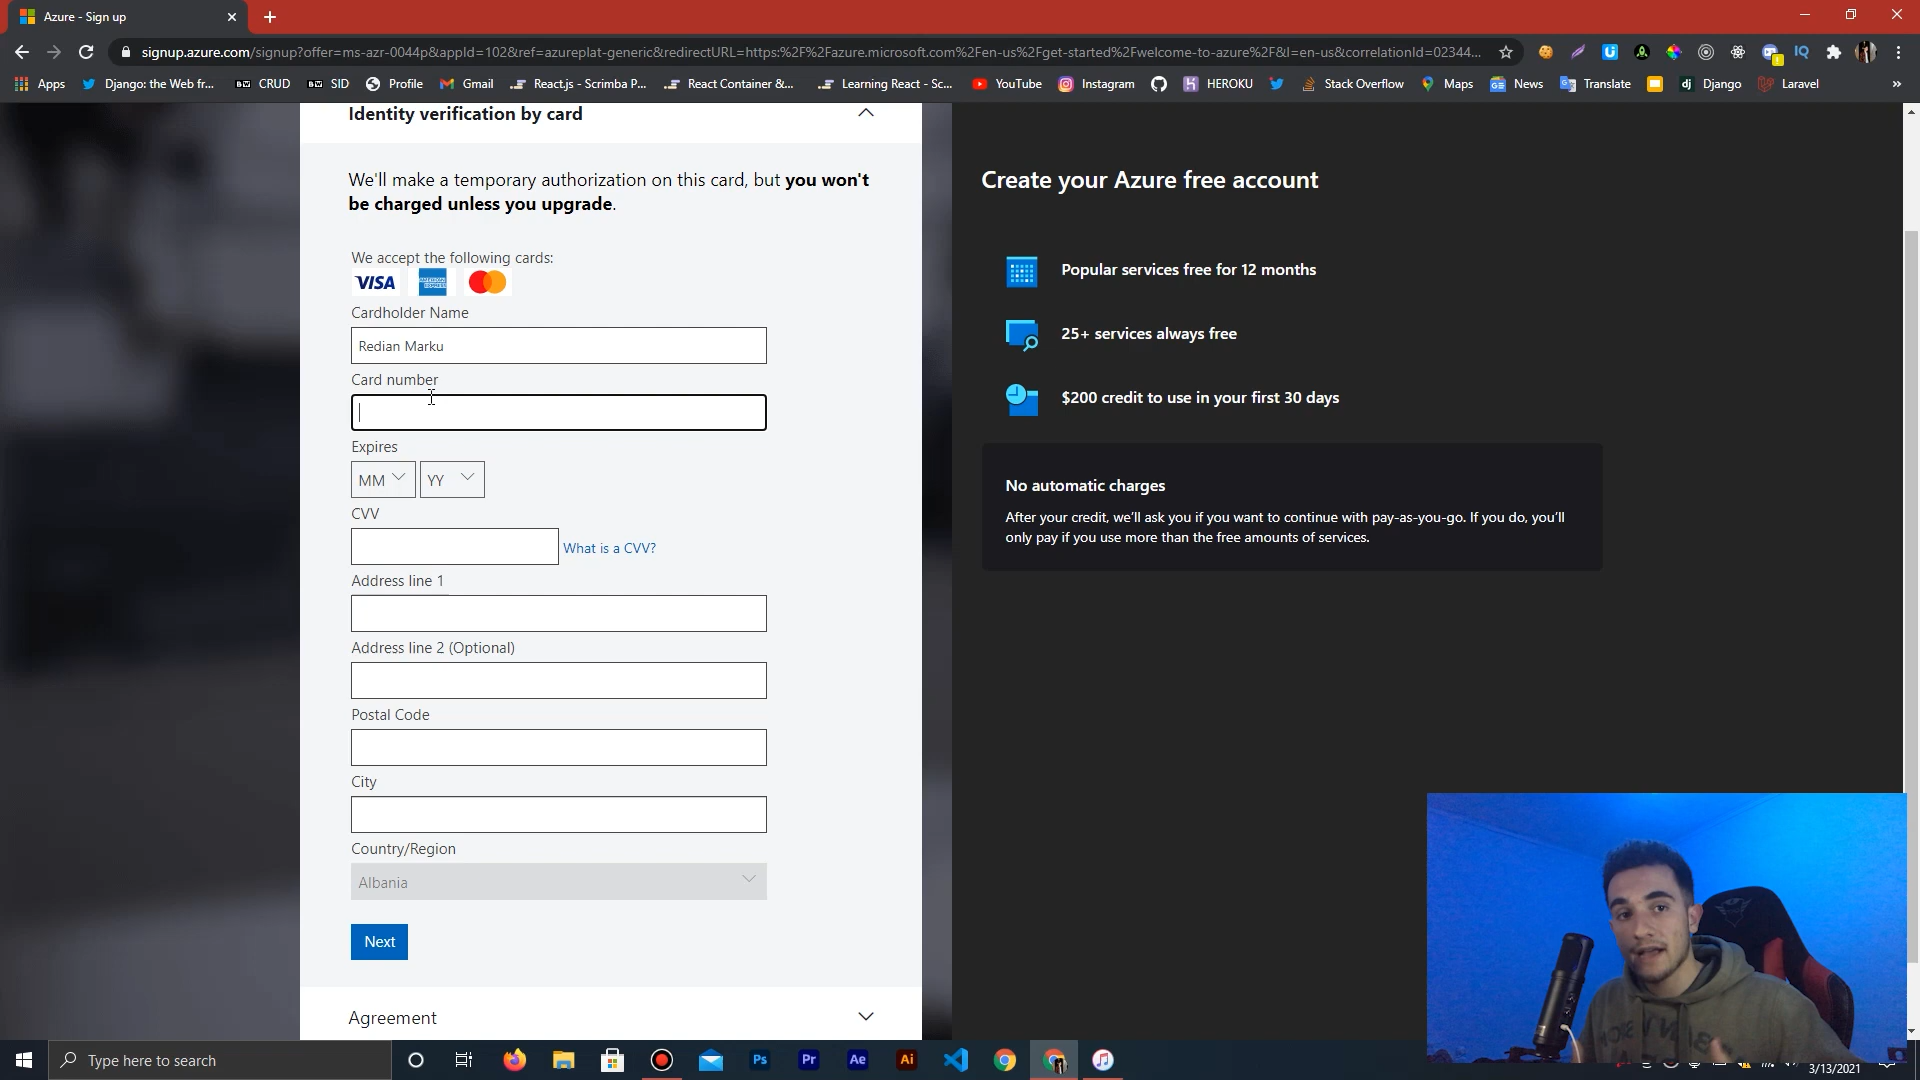 Azure - Sign up
signup.azure.com/signup?offer=ms-azr-0044p&appId=102&ref=azureplat-generic&redirectURL=https:%2F%2Fazure.microsoft.com%2Fen-us%2Fget-started%2Fwelcome-to-azure%2F&l=en-us&correlationId=02344...
Apps Django: the Web fr... CRUD SID Profile Gmail React.js - Scrimba P... React Container &... Learning React - Sc... YouTube Instagram HEROKU Stack Overflow Maps News Translate Django Laravel »
Identity verification by card
We'll make a temporary authorization on this card, but you won't
be charged unless you upgrade.
We accept the following cards:
VISA
Cardholder Name
Redian Marku
Card number
Expires
MM YY
CVV
What is a CVV?
Address line 1
Address line 2 (Optional)
Postal Code
City
Country/Region
Albania
Next
Agreement
Create your Azure free account
Popular services free for 12 months
25+ services always free
$200 credit to use in your first 30 days
No automatic charges
After your credit, we'll ask you if you want to continue with pay-as-you-go. If you do, you'll
only pay if you use more than the free amounts of services.
Type here to search
Ps Pr Ae Ai
3/13/2021